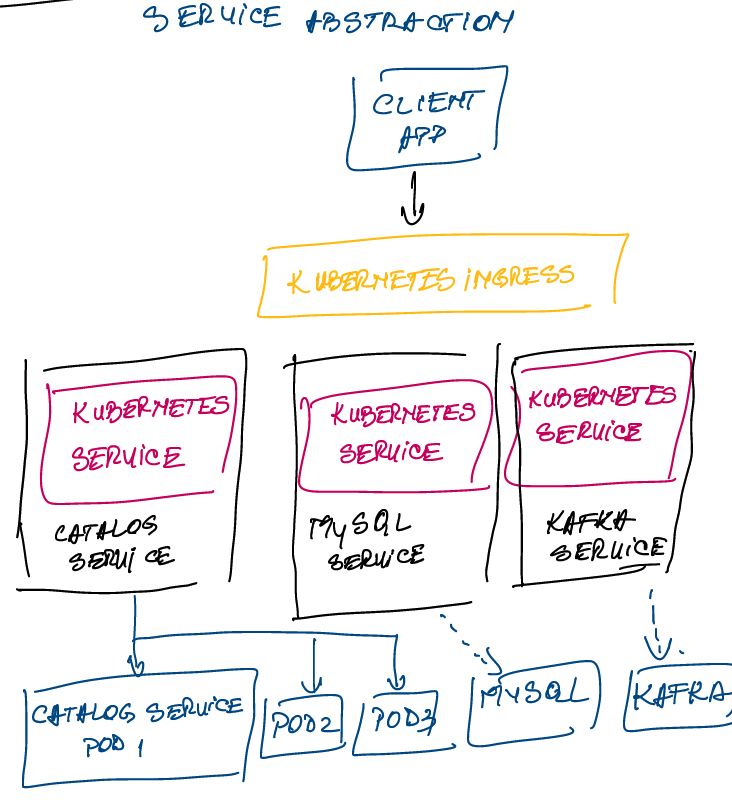 SERVICE ABSTRACTION
CLIENT
APP
KUBERNETES INGRESS
KUBERNETES
SERVICE
CATALOG
SERVICE
KUBERNETES
SERVICE
MYSQL
SERVICE
KUBERNETES
SERVICE
KAFKA
SERVICE
CATALOG SERVICE
POD 1
POD2
POD3
MYSQL
KAFKA